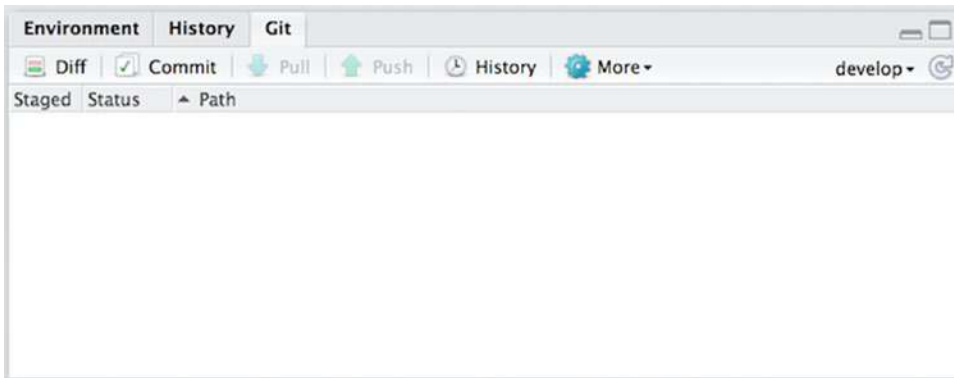 Environment History Git
Diff Commit Pull Push History More develop
Staged Status Path